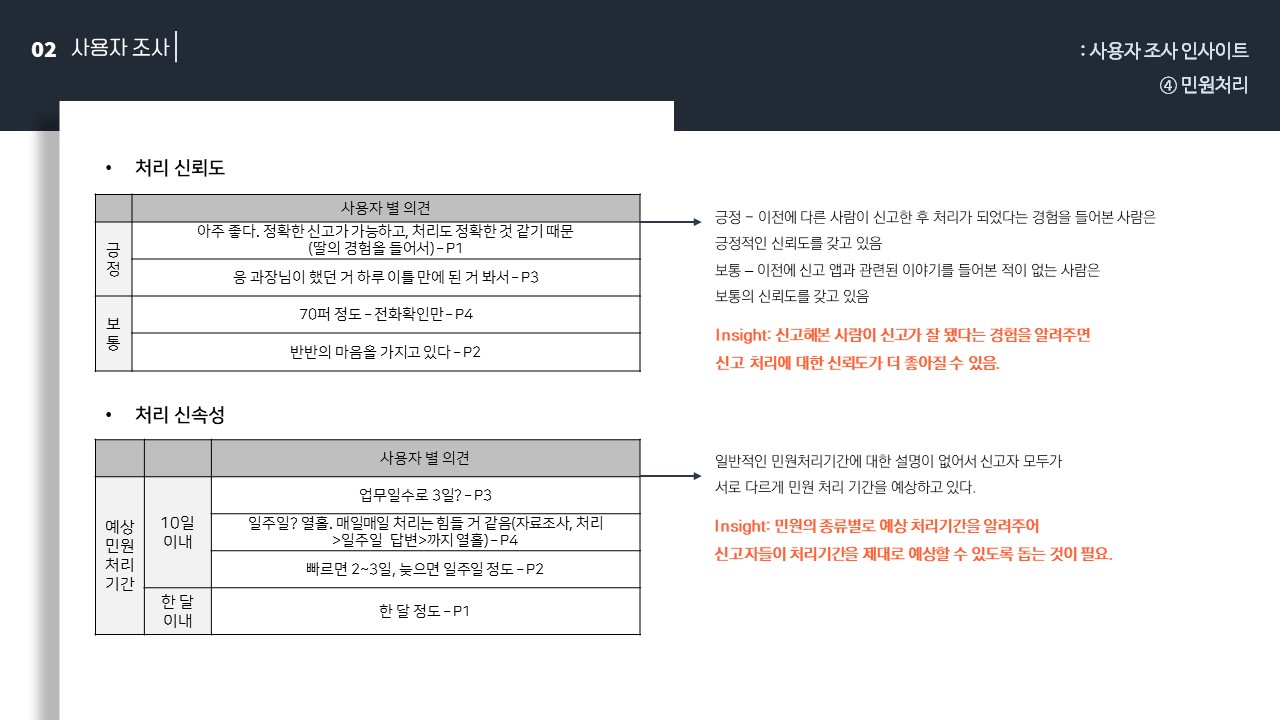 02 사용자 조사
: 사용자 조사 인사이트
④ 민원처리
• 처리 신뢰도
사용자 별 의견
긍정
아주 좋다. 정확한 신고가 가능하고, 처리도 정확한 것 같기 때문
(딸의 경험을 들어서) – P1
응 과장님이 했던 거 하루 이틀 만에 된 거 봐서 – P3
보통
70퍼 정도 – 전화확인만 – P4
반반의 마음을 가지고 있다 – P2
긍정 – 이전에 다른 사람이 신고한 후 처리가 되었다는 경험을 들어본 사람은
긍정적인 신뢰도를 갖고 있음
보통 – 이전에 신고 앱과 관련된 이야기를 들어본 적이 없는 사람은
보통의 신뢰도를 갖고 있음
Insight: 신고해본 사람이 신고가 잘 됐다는 경험을 알려주면
신고 처리에 대한 신뢰도가 더 좋아질 수 있음.
• 처리 신속성
사용자 별 의견
예상
민원
처리
기간
10일
이내
업무일수로 3일? – P3
일주일? 열흘. 매일매일 처리는 힘들 거 같음(자료조사, 처리
>일주일 답변>까지 열흘) – P4
빠르면 2~3일, 늦으면 일주일 정도 – P2
한 달
이내
한 달 정도 – P1
일반적인 민원처리기간에 대한 설명이 없어서 신고자 모두가
서로 다르게 민원 처리 기간을 예상하고 있다.
Insight: 민원의 종류별로 예상 처리기간을 알려주어
신고자들이 처리기간을 제대로 예상할 수 있도록 돕는 것이 필요.